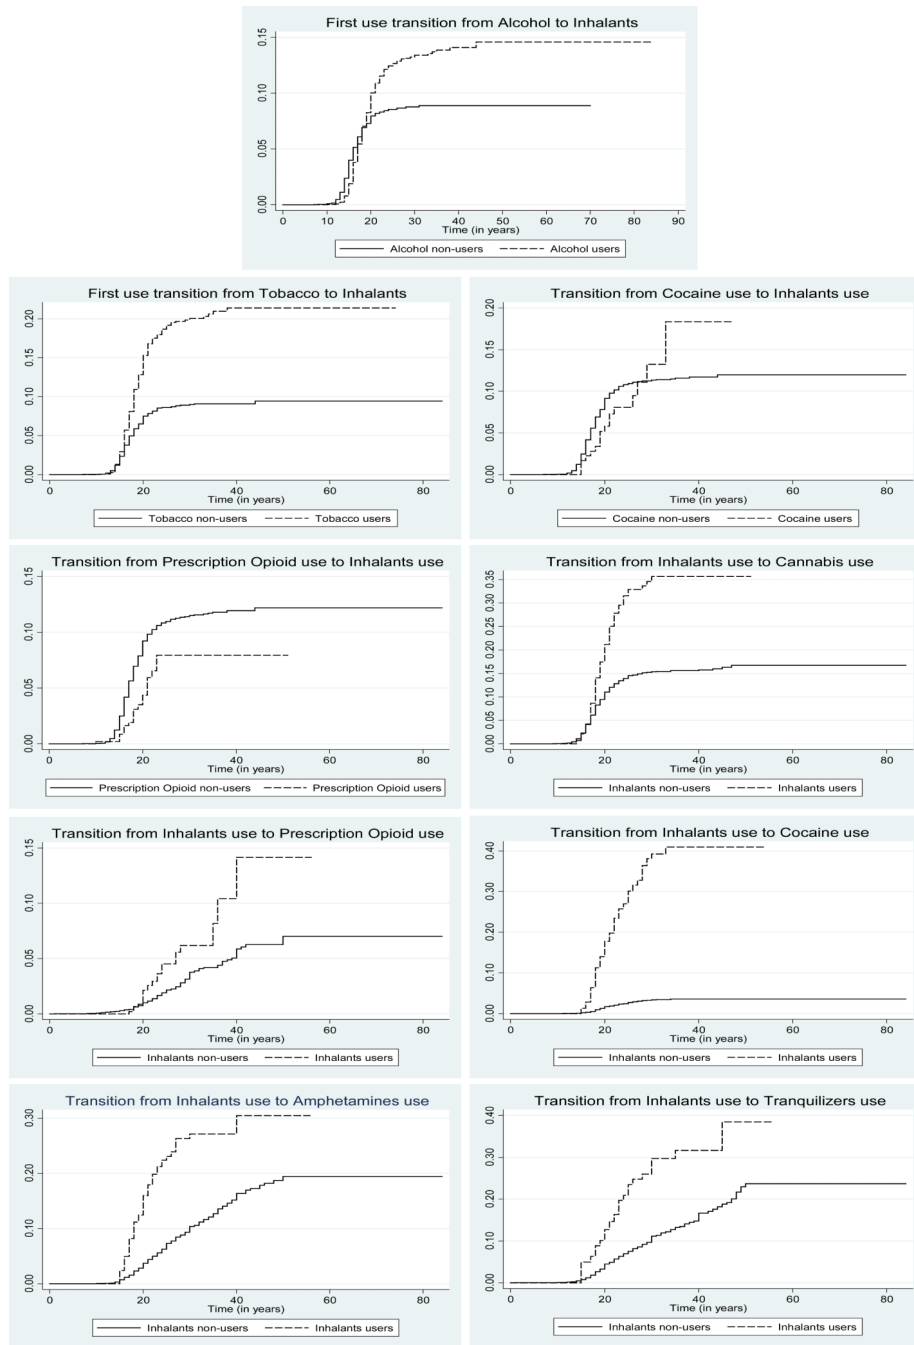 First use transition from Alcohol to Inhalants
0.15
0.10
0.05
0.00
0 10 20 30 40 50 60 70 80 90
Time (in years)
Alcohol non-users Alcohol users
First use transition from Tobacco to Inhalants
0.20
0.15
0.10
0.05
0.00
0 20 40 60 80
Time (in years)
Tobacco non-users Tobacco users
Transition from Cocaine use to Inhalants use
0.20
0.15
0.10
0.05
0.00
0 20 40 60 80
Time (in years)
Cocaine non-users Cocaine users
Transition from Prescription Opioid use to Inhalants use
0.15
0.10
0.05
0.00
0 20 40 60 80
Time (in years)
Prescription Opioid non-users Prescription Opioid users
Transition from Inhalants use to Cannabis use
0.35
0.30
0.25
0.20
0.15
0.10
0.05
0.00
0 20 40 60 80
Time (in years)
Inhalants non-users Inhalants users
Transition from Inhalants use to Prescription Opioid use
0.15
0.10
0.05
0.00
0 20 40 60 80
Time (in years)
Inhalants non-users Inhalants users
Transition from Inhalants use to Cocaine use
0.40
0.30
0.20
0.10
0.00
0 20 40 60 80
Time (in years)
Inhalants non-users Inhalants users
Transition from Inhalants use to Amphetamines use
0.30
0.20
0.10
0.00
0 20 40 60 80
Time (in years)
Inhalants non-users Inhalants users
Transition from Inhalants use to Tranquilizers use
0.40
0.30
0.20
0.10
0.00
0 20 40 60 80
Time (in years)
Inhalants non-users Inhalants users